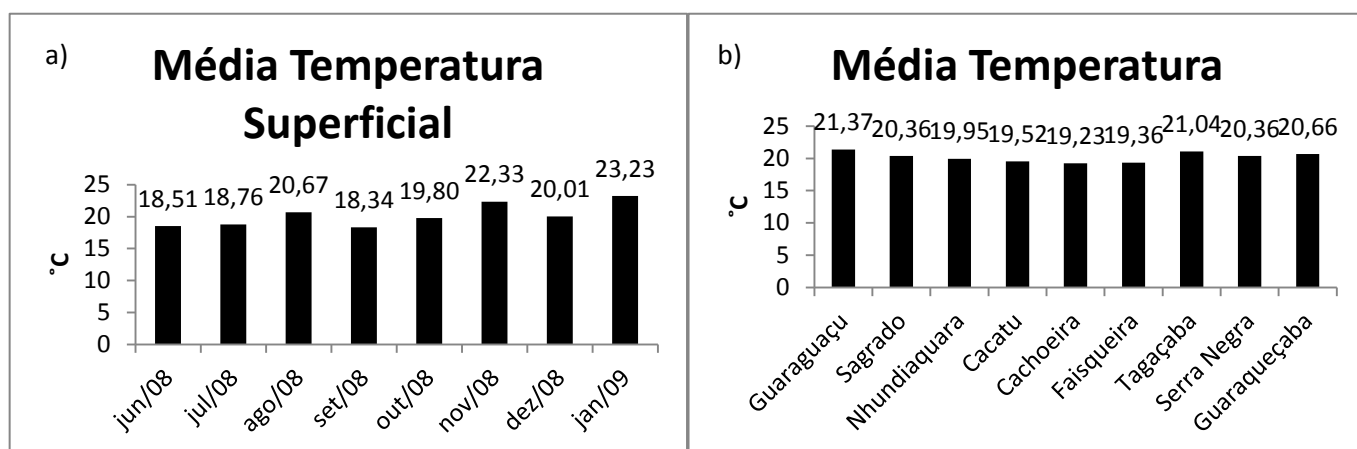 a)
Média Temperatura
Superficial
°C
25
20
15
10
5
0
18,51
18,76
20,67
18,34
19,80
22,33
20,01
23,23
jun/08
jul/08
ago/08
set/08
out/08
nov/08
dez/08
jan/09
b)
Média Temperatura
°C
25
20
15
10
5
0
21,37
20,36
19,95
19,52
19,23
19,36
21,04
20,36
20,66
Guaraguaçu
Sagrado
Nhundiaquara
Cacatu
Cachoeira
Faisqueira
Tagaçaba
Serra Negra
Guaraqueçaba